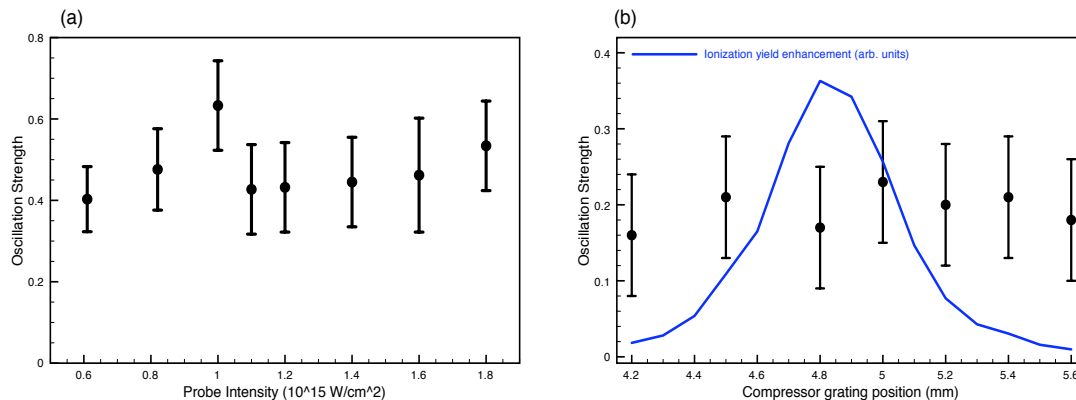 (a)
0.8
0.6
0.4
0.2
0
Oscillation Strength
0.6 0.8 1 1.2 1.4 1.6 1.8
Probe Intensity (10^15 W/cm^2)
(b)
Ionization yield enhancement (arb. units)
0.4
0.3
0.2
0.1
0
Oscillation Strength
4.2 4.4 4.6 4.8 5 5.2 5.4 5.6
Compressor grating position (mm)